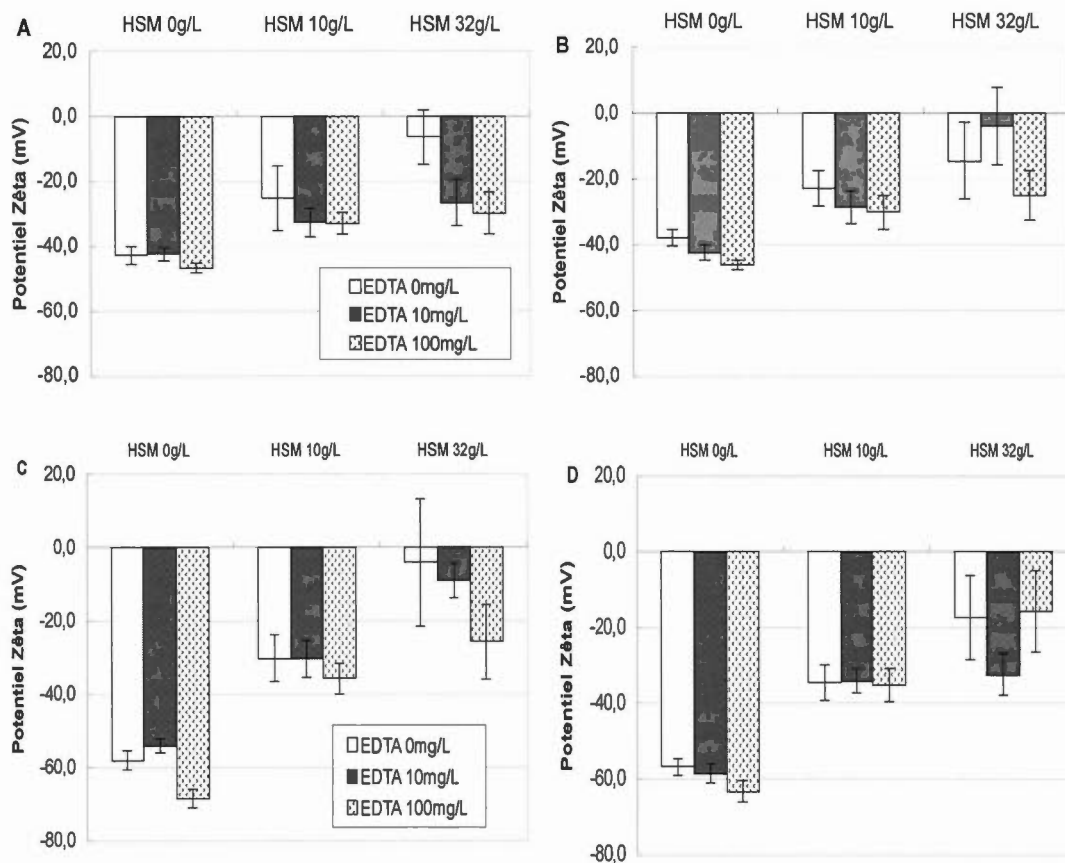 A
HSM 0g/L HSM 10g/L HSM 32g/L
20,0
0,0
-20,0
-40,0
-60,0
-80,0
Potentiel Zêta (mV)
EDTA 0mg/L
EDTA 10mg/L
EDTA 100mg/L
B
HSM 0g/L HSM 10g/L HSM 32g/L
20,0
0,0
-20,0
-40,0
-60,0
-80,0
Potentiel Zêta (mV)
C
HSM 0g/L HSM 10g/L HSM 32g/L
20,0
0,0
-20,0
-40,0
-60,0
-80,0
Potentiel Zêta (mV)
EDTA 0mg/L
EDTA 10mg/L
EDTA 100mg/L
D
HSM 0g/L HSM 10g/L HSM 32g/L
20,0
0,0
-20,0
-40,0
-60,0
-80,0
Potentiel Zêta (mV)